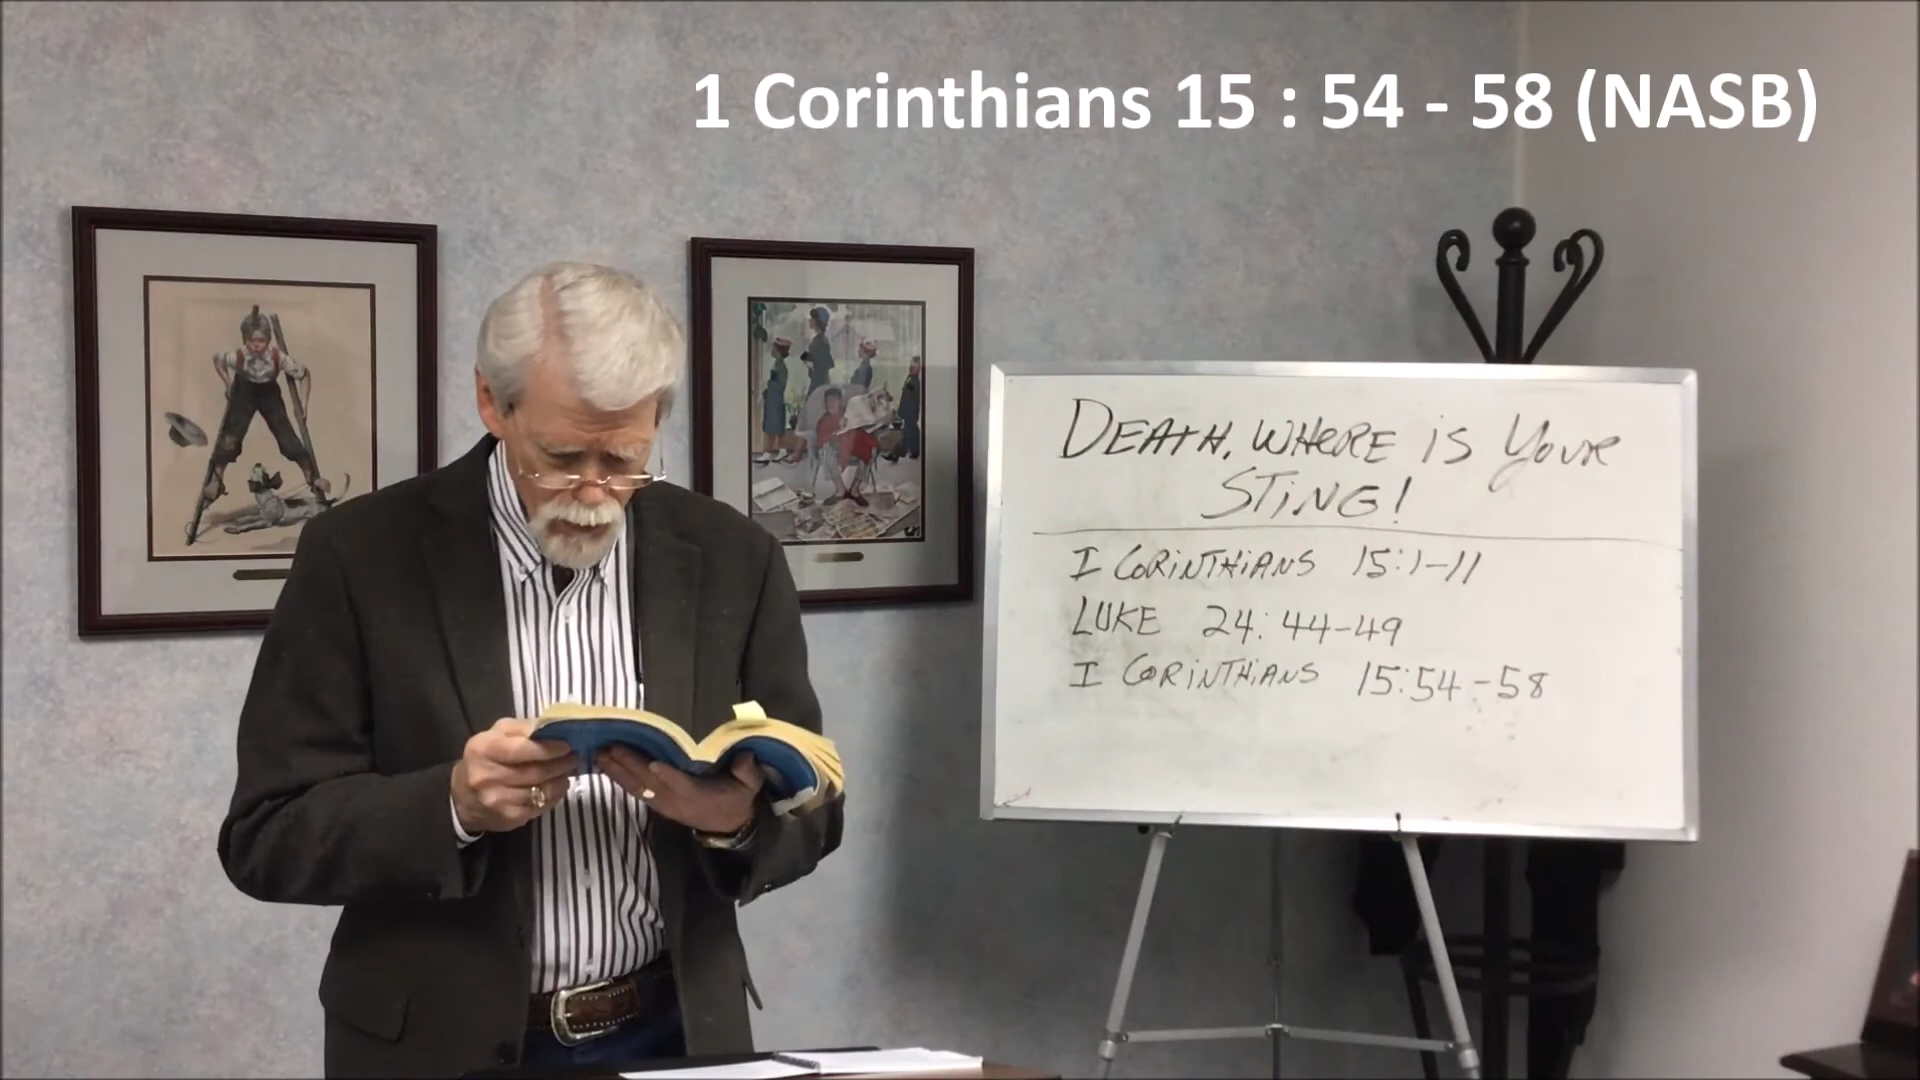 1 Corinthians 15 : 54 - 58 (NASB)
DEATH, WHERE iS YOUR
STiNG!
I CORiNTHiANS 15:1-11
LUKE 24:44-49
I CORiNTHiANS 15:54-58